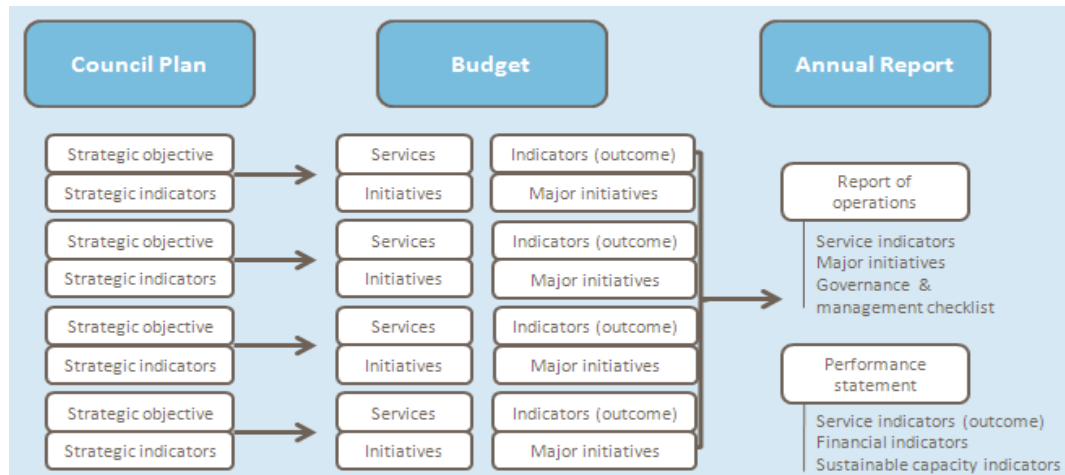 Council Plan
Budget
Annual Report
Strategic objective
Strategic indicators
Services
Initiatives
Indicators (outcome)
Major initiatives
Strategic objective
Strategic indicators
Services
Initiatives
Indicators (outcome)
Major initiatives
Strategic objective
Strategic indicators
Services
Initiatives
Indicators (outcome)
Major initiatives
Strategic objective
Strategic indicators
Services
Initiatives
Indicators (outcome)
Major initiatives
Report of
operations
Service indicators
Major initiatives
Governance &
management checklist
Performance
statement
Service indicators (outcome)
Financial indicators
Sustainable capacity indicators